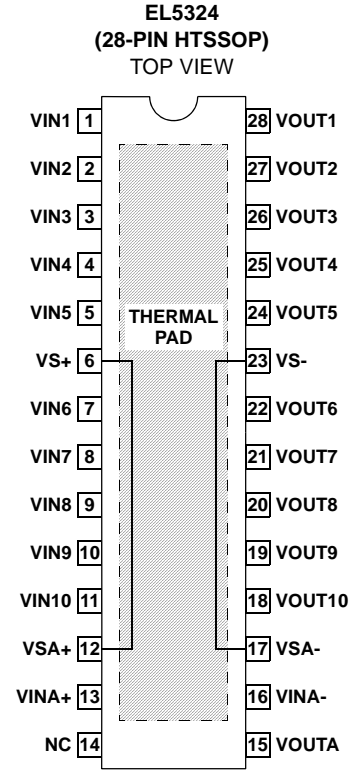 EL5324
(28-PIN HTSSOP)
TOP VIEW
VIN1 1 28 VOUT1
VIN2 2 27 VOUT2
VIN3 3 26 VOUT3
VIN4 4 25 VOUT4
VIN5 5 24 VOUT5
THERMAL
PAD
VS+ 6 23 VS-
VIN6 7 22 VOUT6
VIN7 8 21 VOUT7
VIN8 9 20 VOUT8
VIN9 10 19 VOUT9
VIN10 11 18 VOUT10
VSA+ 12 17 VSA-
VINA+ 13 16 VINA-
NC 14 15 VOUTA